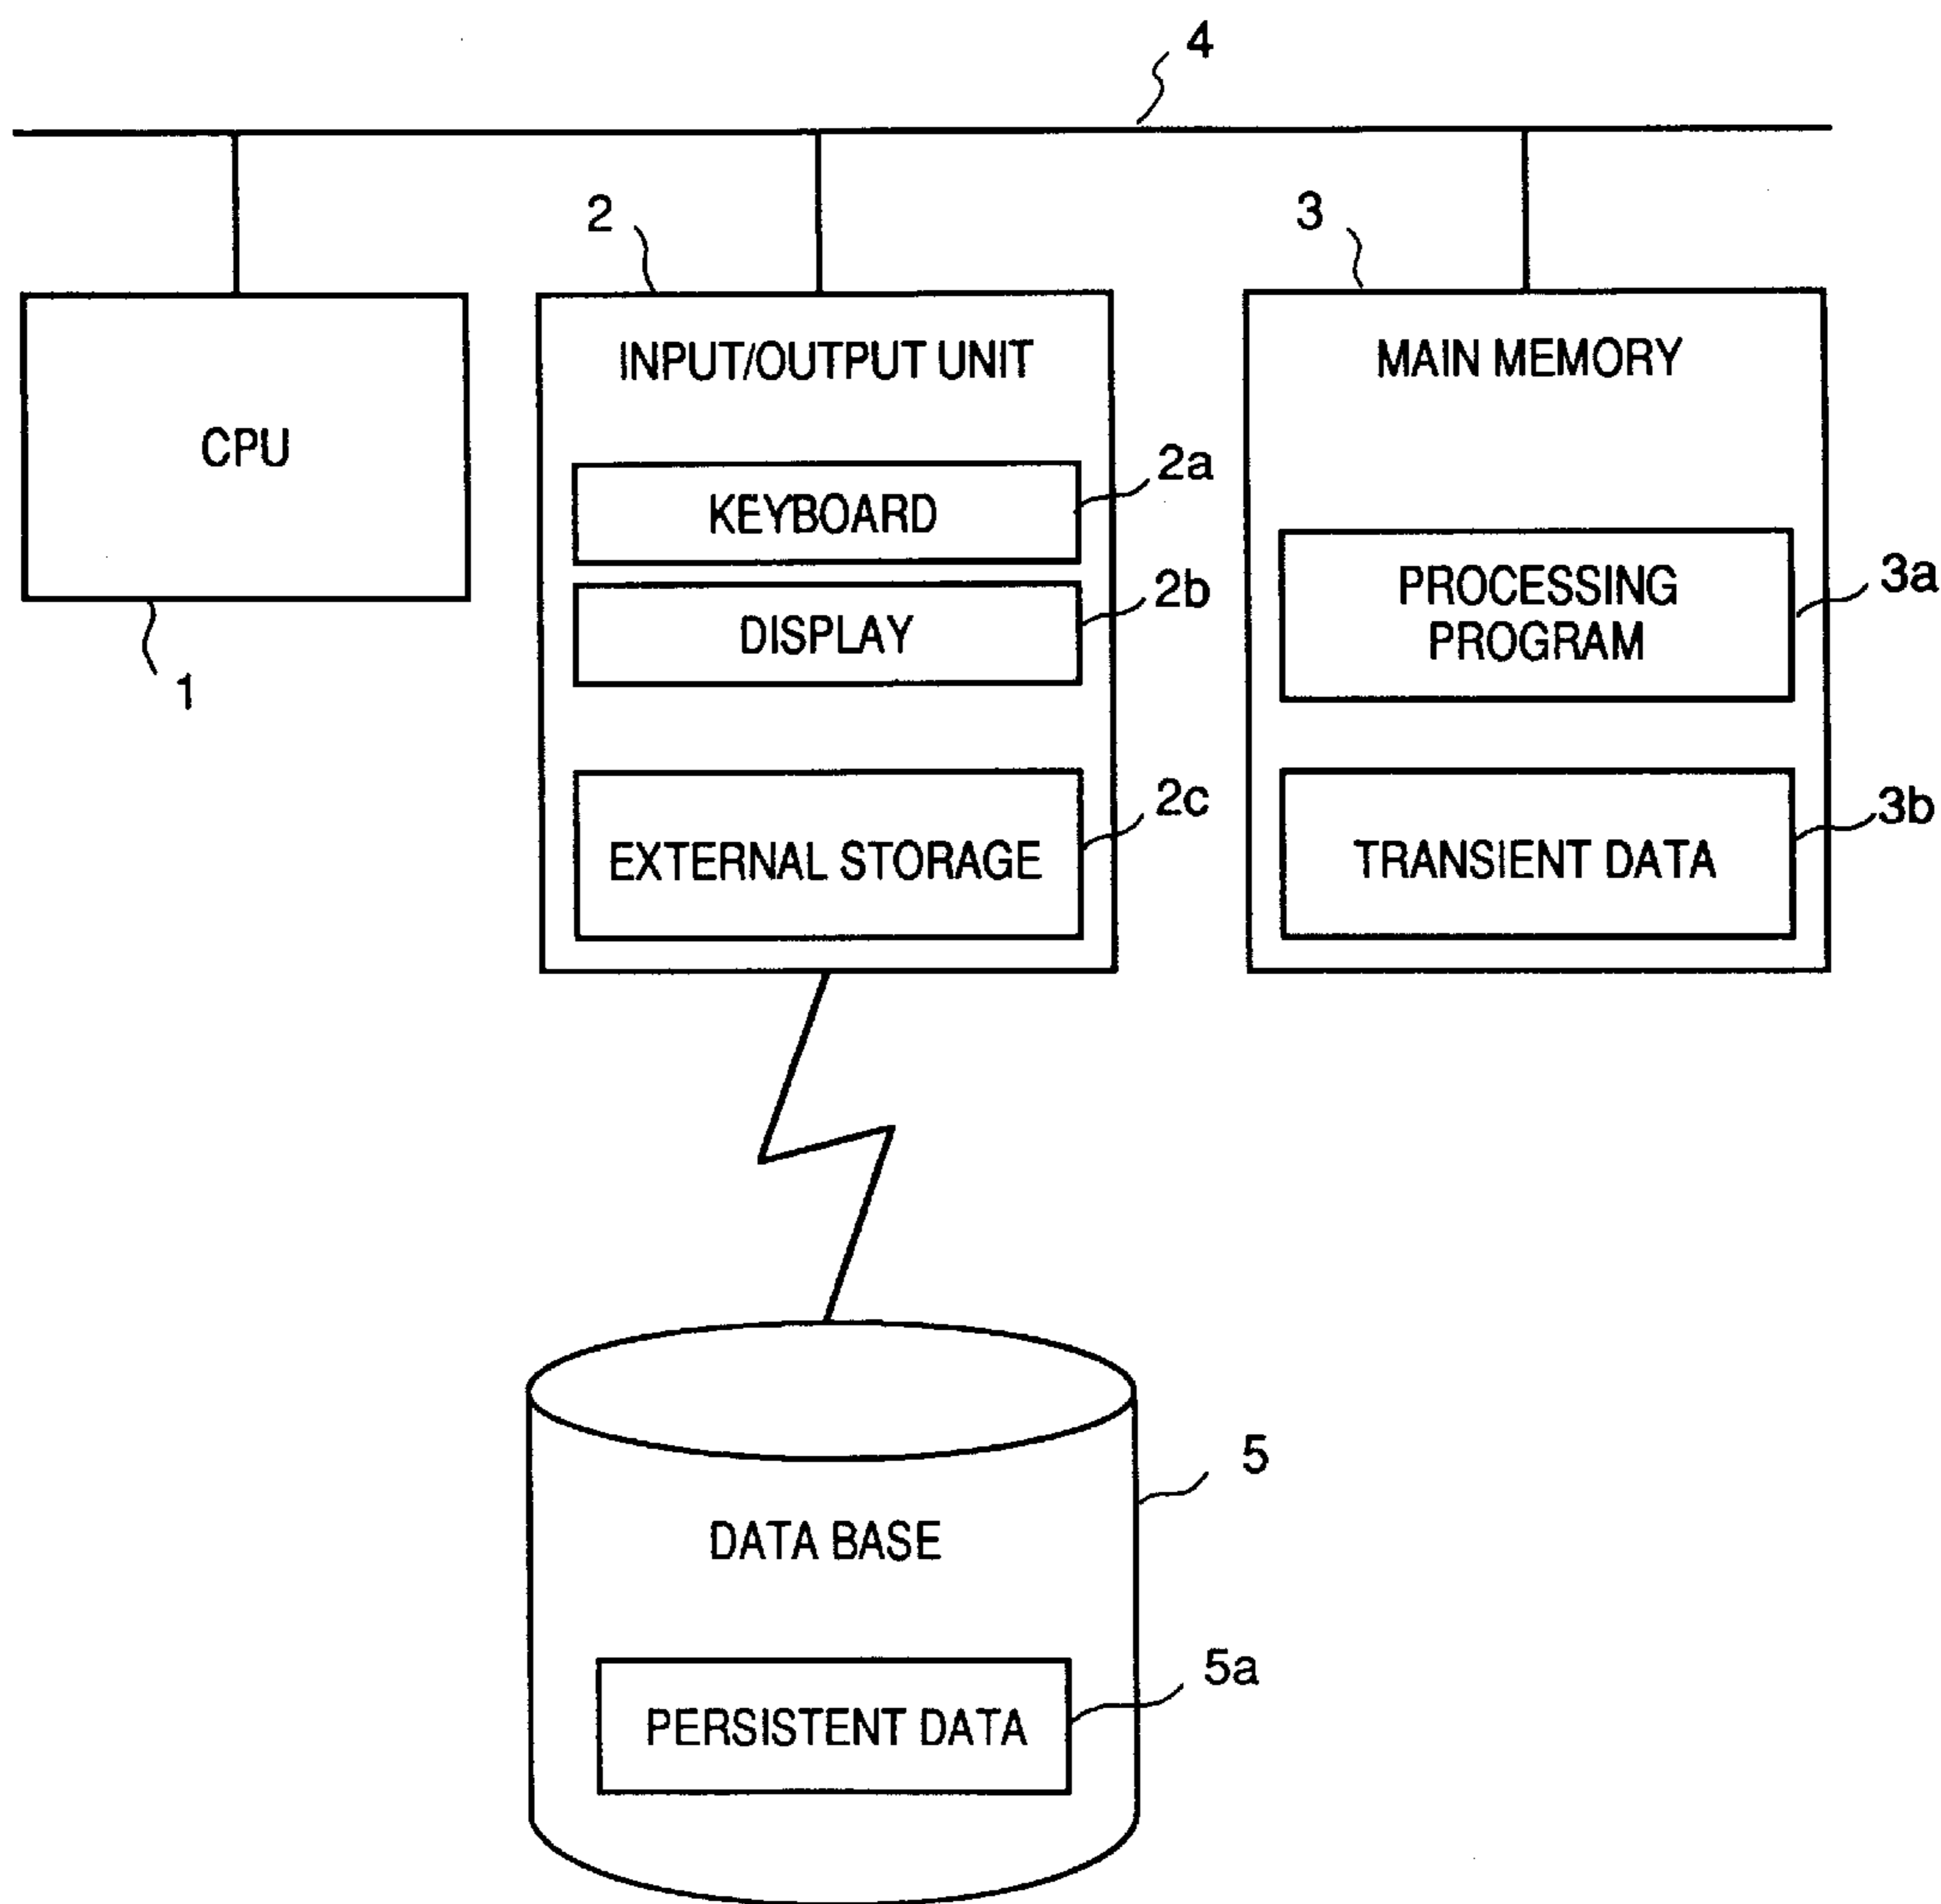 4
2
3
INPUT/OUTPUT UNIT
MAIN MEMORY
CPU
2a
KEYBOARD
2b
DISPLAY
PROCESSING
PROGRAM
3a
1
2c
EXTERNAL STORAGE
3b
TRANSIENT DATA
5
DATA BASE
5a
PERSISTENT DATA